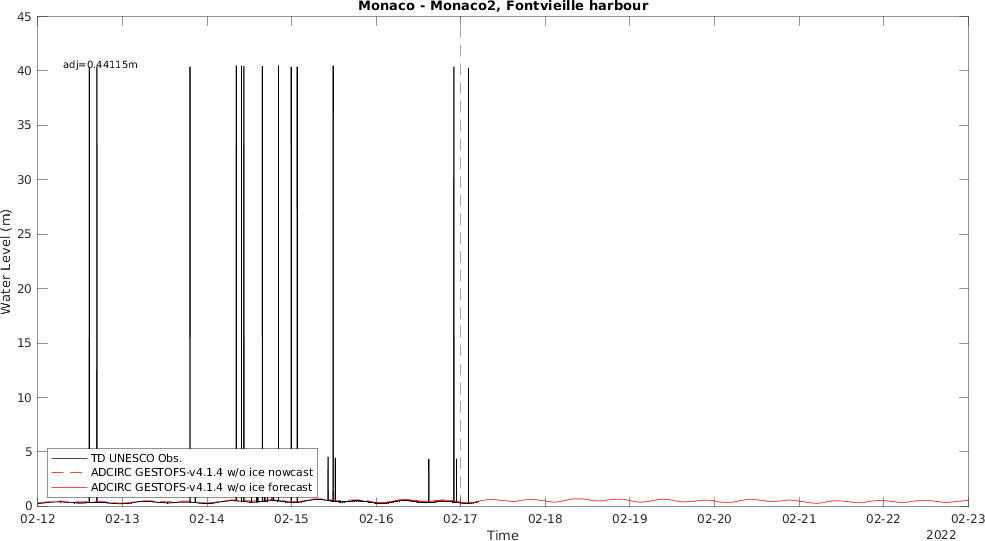 Monaco - Monaco2, Fontvieille harbour
45
40
35
30
25
20
15
10
5
0
Water Level (m)
adj=0.44115m
TD UNESCO Obs.
ADCIRC GESTOFS-v4.1.4 w/o ice nowcast
ADCIRC GESTOFS-v4.1.4 w/o ice forecast
02-12 02-13 02-14 02-15 02-16 02-17 02-18 02-19 02-20 02-21 02-22 02-23
Time
2022